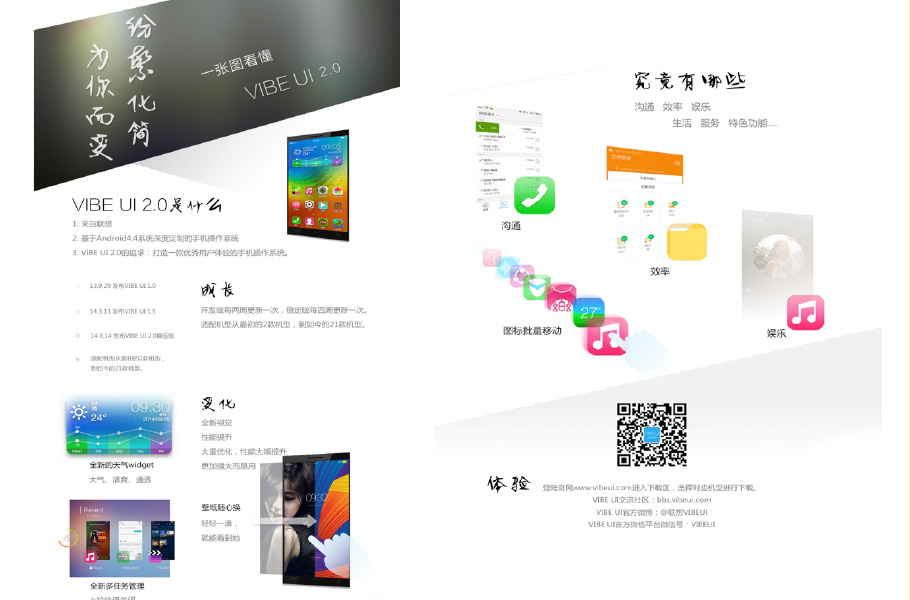 纷繁化简
为你而变
一张图看懂
VIBE UI 2.0
VIBE UI 2.0是什么
1. 来自联想
2. 基于Android4.4系统深度定制的手机操作系统
3. VIBE UI 2.0的追求：打造一款优秀用户体验的手机操作系统。
13.9.29 发布VIBE UI 1.0
14.5.13 发布VIBE UI 1.5
14.8.14 发布VIBE UI 2.0稳定版
适配机型从最初的2款机型，
到如今的21款机型。
成长
开发版每两周更新一次，稳定版每四周更新一次。
适配机型从最初的2款机型，到如今的21款机型。
09:30
24°
全新的天气widget
大气、清爽、通透
变化
全新视觉
性能提升
大量优化，性能大幅提升
更加强大而易用
Recent
全新多任务管理
壁纸随心换
轻轻一滑，
就能看到她
09:30
究竟有哪些
沟通 效率 娱乐
生活 服务 特色功能....
沟通
效率
娱乐
27°
图标批量移动
体验
登陆官网www.vibeui.com进入下载区，选择对应机型进行下载。
VIBE UI交流社区：bbs.vibeui.com
VIBE UI官方微博：@联想VIBEUI
VIBE UI官方微信平台微信号：VIBEUI